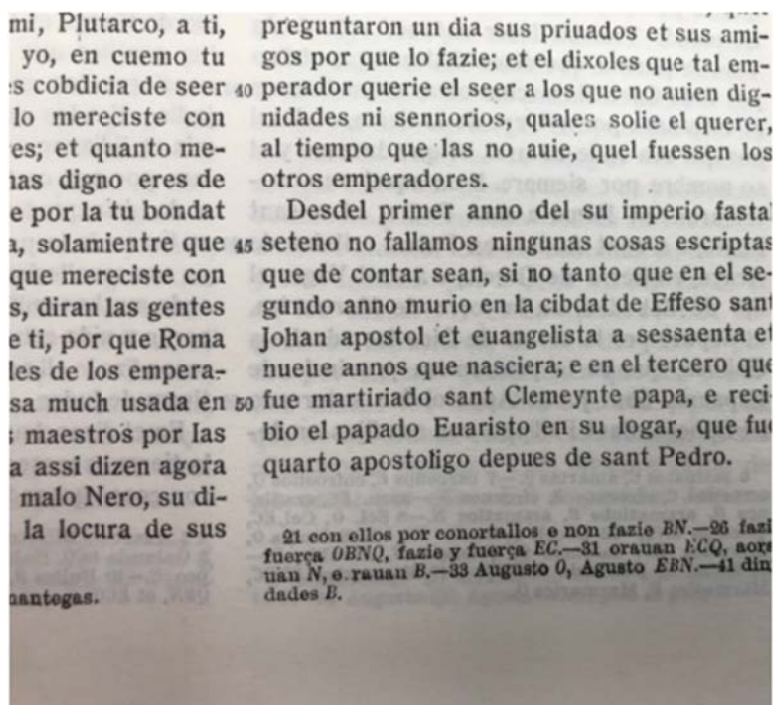 mi, Plutarco, a ti,
yo, en cuemo tu
s cobdicia de seer
lo mereciste con
es; et quanto me-
mas digno eres de
e por la tu bondat
a, solamientre que
que mereciste con
s, diran las gentes
e ti, por que Roma
les de los empera-
sa much usada en
maestros por las
a assi dizen agora
malo Nero, su di-
la locura de sus
mantegas.
preguntaron un dia sus priuados et sus ami-
gos por que lo fazie; et el dixoles que tal em-
40 perador querie el seer a los que no auien dig-
nidades ni sennorios, quales solie el querer,
al tiempo que las no auie, quel fuessen los
otros emperadores.
Desdel primer anno del su imperio fasta
45 seteno no fallamos ningunas cosas escriptas
que de contar sean, si no tanto que en el se-
gundo anno murio en la cibdat de Effeso sant
Johan apostol et euangelista a sessaenta et
nueue annos que nasciera; e en el tercero que
50 fue martiriado sant Clemeynte papa, e reci-
bio el papado Euaristo en su logar, que fue
quarto apostoligo depues de sant Pedro.
21 con ellos por conortallos e non fazie BN.—26 fazi
fuerça OBNQ, fazie y fuerça EC.—31 orauan ECQ, aora
uan N, e. rauan B.—33 Augusto O, Agusto EBN.—41 din
dades B.